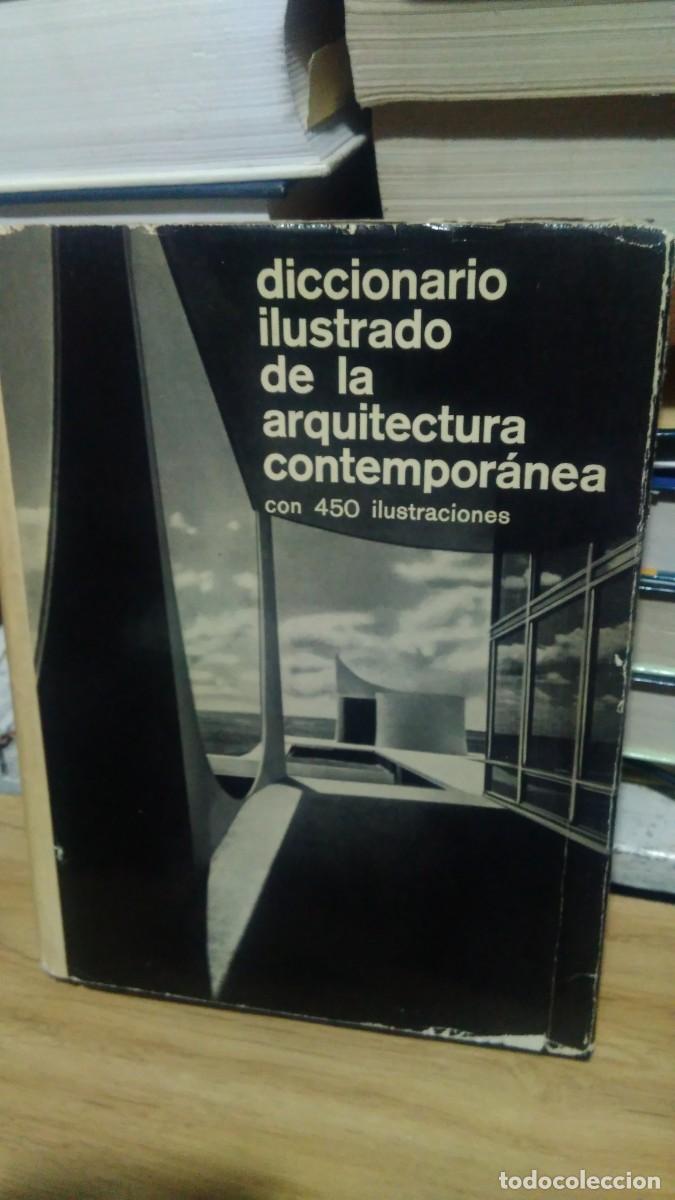 diccionario
ilustrado
de la
arquitectura
contemporánea
con 450 ilustraciones
todocoleccion